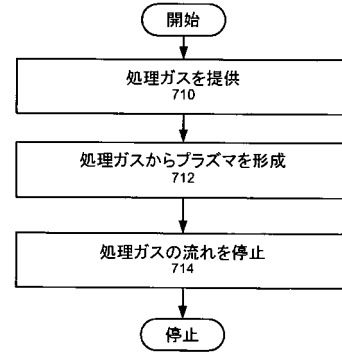 開始
処理ガスを提供
710
処理ガスからプラズマを形成
712
処理ガスの流れを停止
714
停止